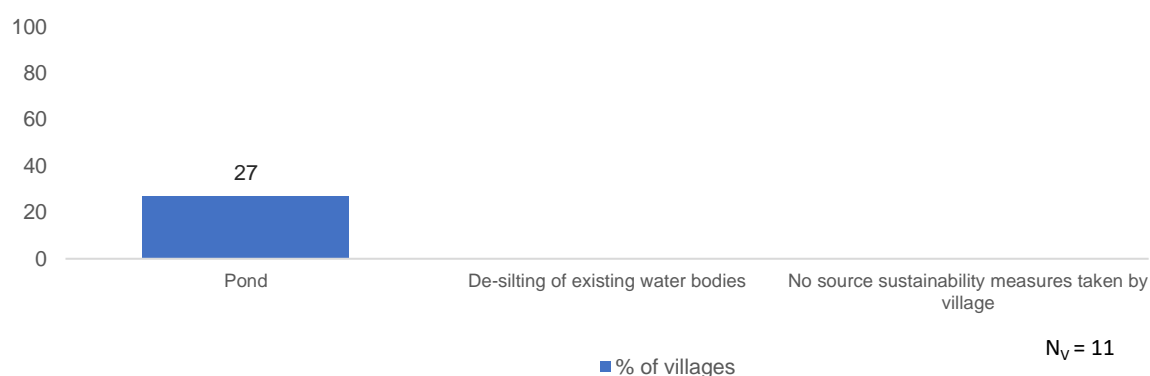 100
80
60
40
20
0
27
Pond
De-silting of existing water bodies
No source sustainability measures taken by
village
N_V = 11
% of villages